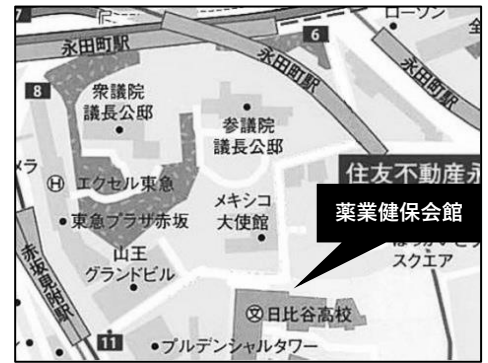 7
永田町駅
6
ローソン
永田町駅
8
衆議院
議長公邸
参議院
議長公邸
メラ
H エクセル東急
住友不動産永
メキシコ
大使館
薬業健保会館
東急プラザ赤坂
スクエア
山王
グランドビル
赤坂見附駅
文 日比谷高校
11
プルデンシャルタワー